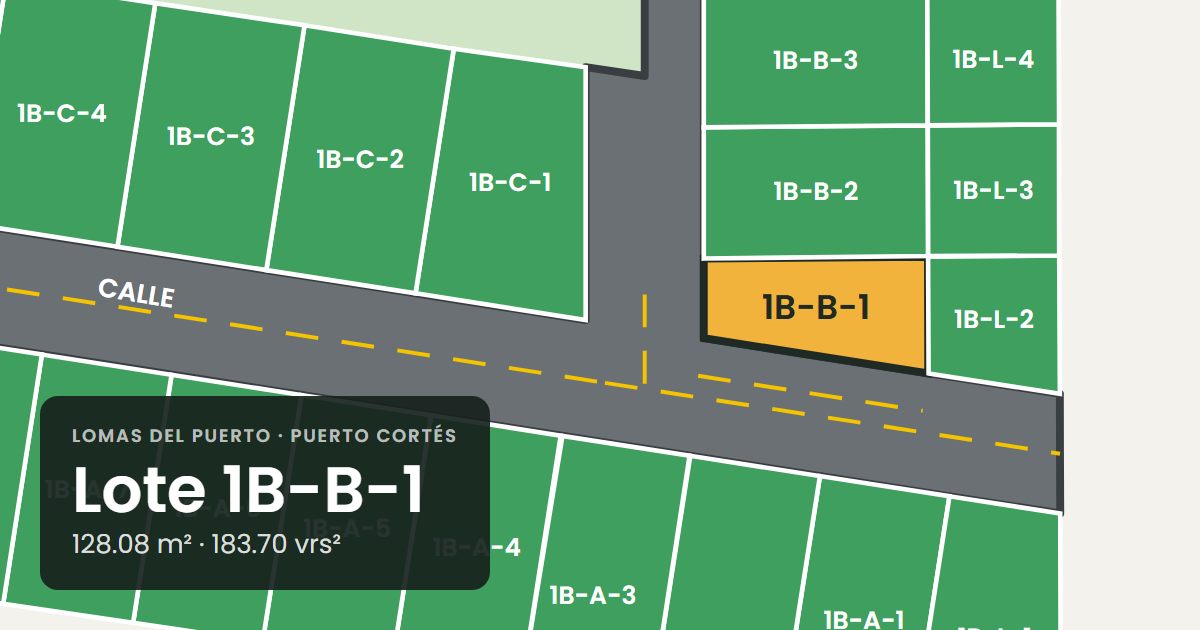 1B-B-3
1B-L-4
1B-C-4
1B-C-3
1B-C-2
1B-C-1
1B-B-2
1B-L-3
CALLE
1B-B-1
1B-L-2
LOMAS DEL PUERTO · PUERTO CORTÉS
Lote 1B-B-1
128.08 m² · 183.70 vrs²
1B-A-5
1B-A-4
1B-A-3
1B-A-1